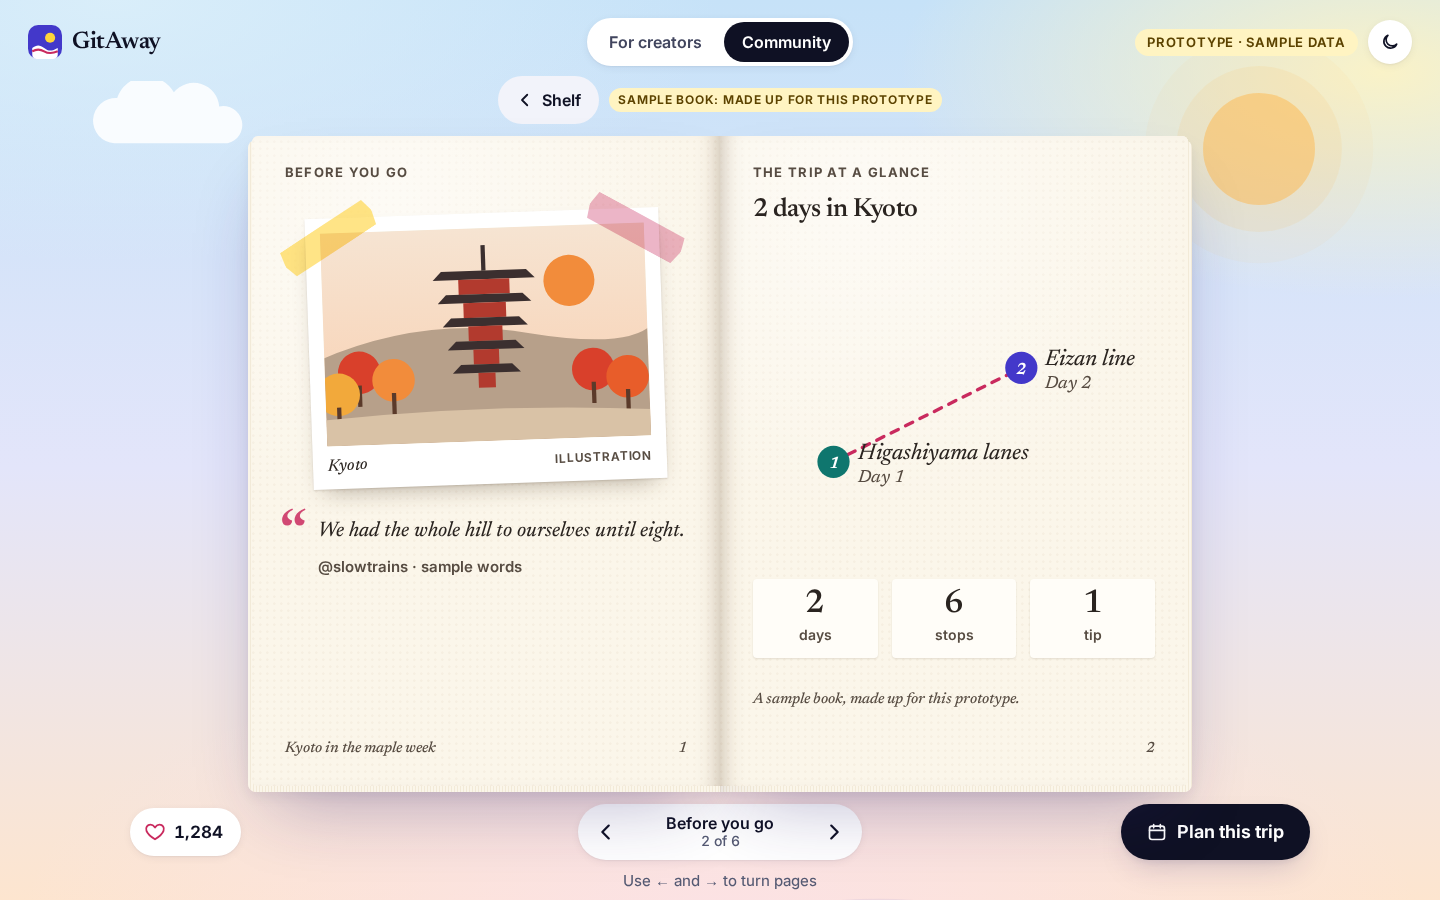 GitAway
For creators
Community
PROTOTYPE · SAMPLE DATA
Shelf
SAMPLE BOOK: MADE UP FOR THIS PROTOTYPE
BEFORE YOU GO
Kyoto
ILLUSTRATION
“ We had the whole hill to ourselves until eight.
@slowtrains · sample words
Kyoto in the maple week
1
THE TRIP AT A GLANCE
2 days in Kyoto
2 Eizan line
Day 2
1 Higashiyama lanes
Day 1
2
days
6
stops
1
tip
A sample book, made up for this prototype.
2
1,284
Before you go
2 of 6
Plan this trip
Use ← and → to turn pages